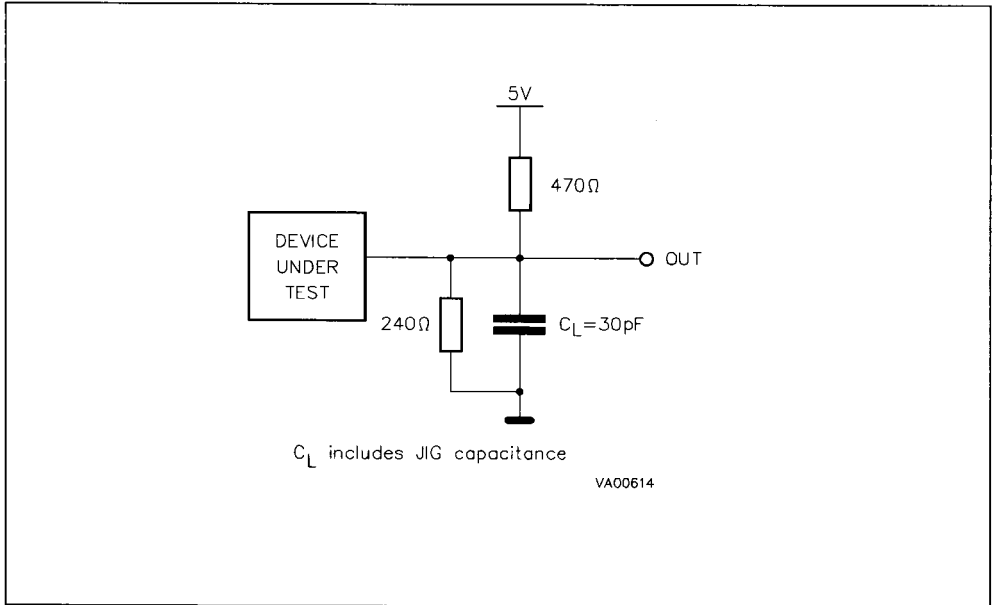 5V
470Ω
DEVICE
UNDER
TEST
OUT
240Ω
CL=30pF
CL includes JIG capacitance
VA00614